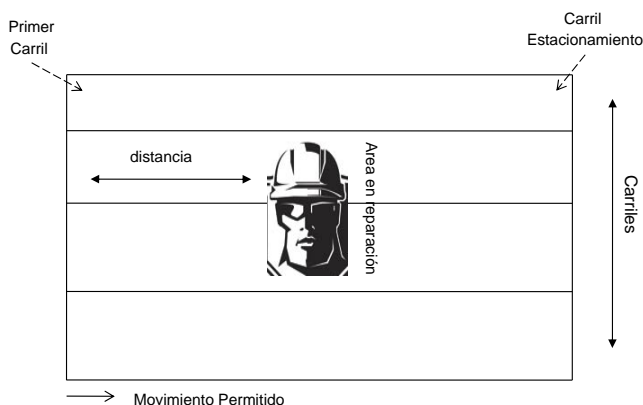 Primer
Carril
Carril
Estacionamiento
distancia
Area en reparación
Carriles
Movimiento Permitido